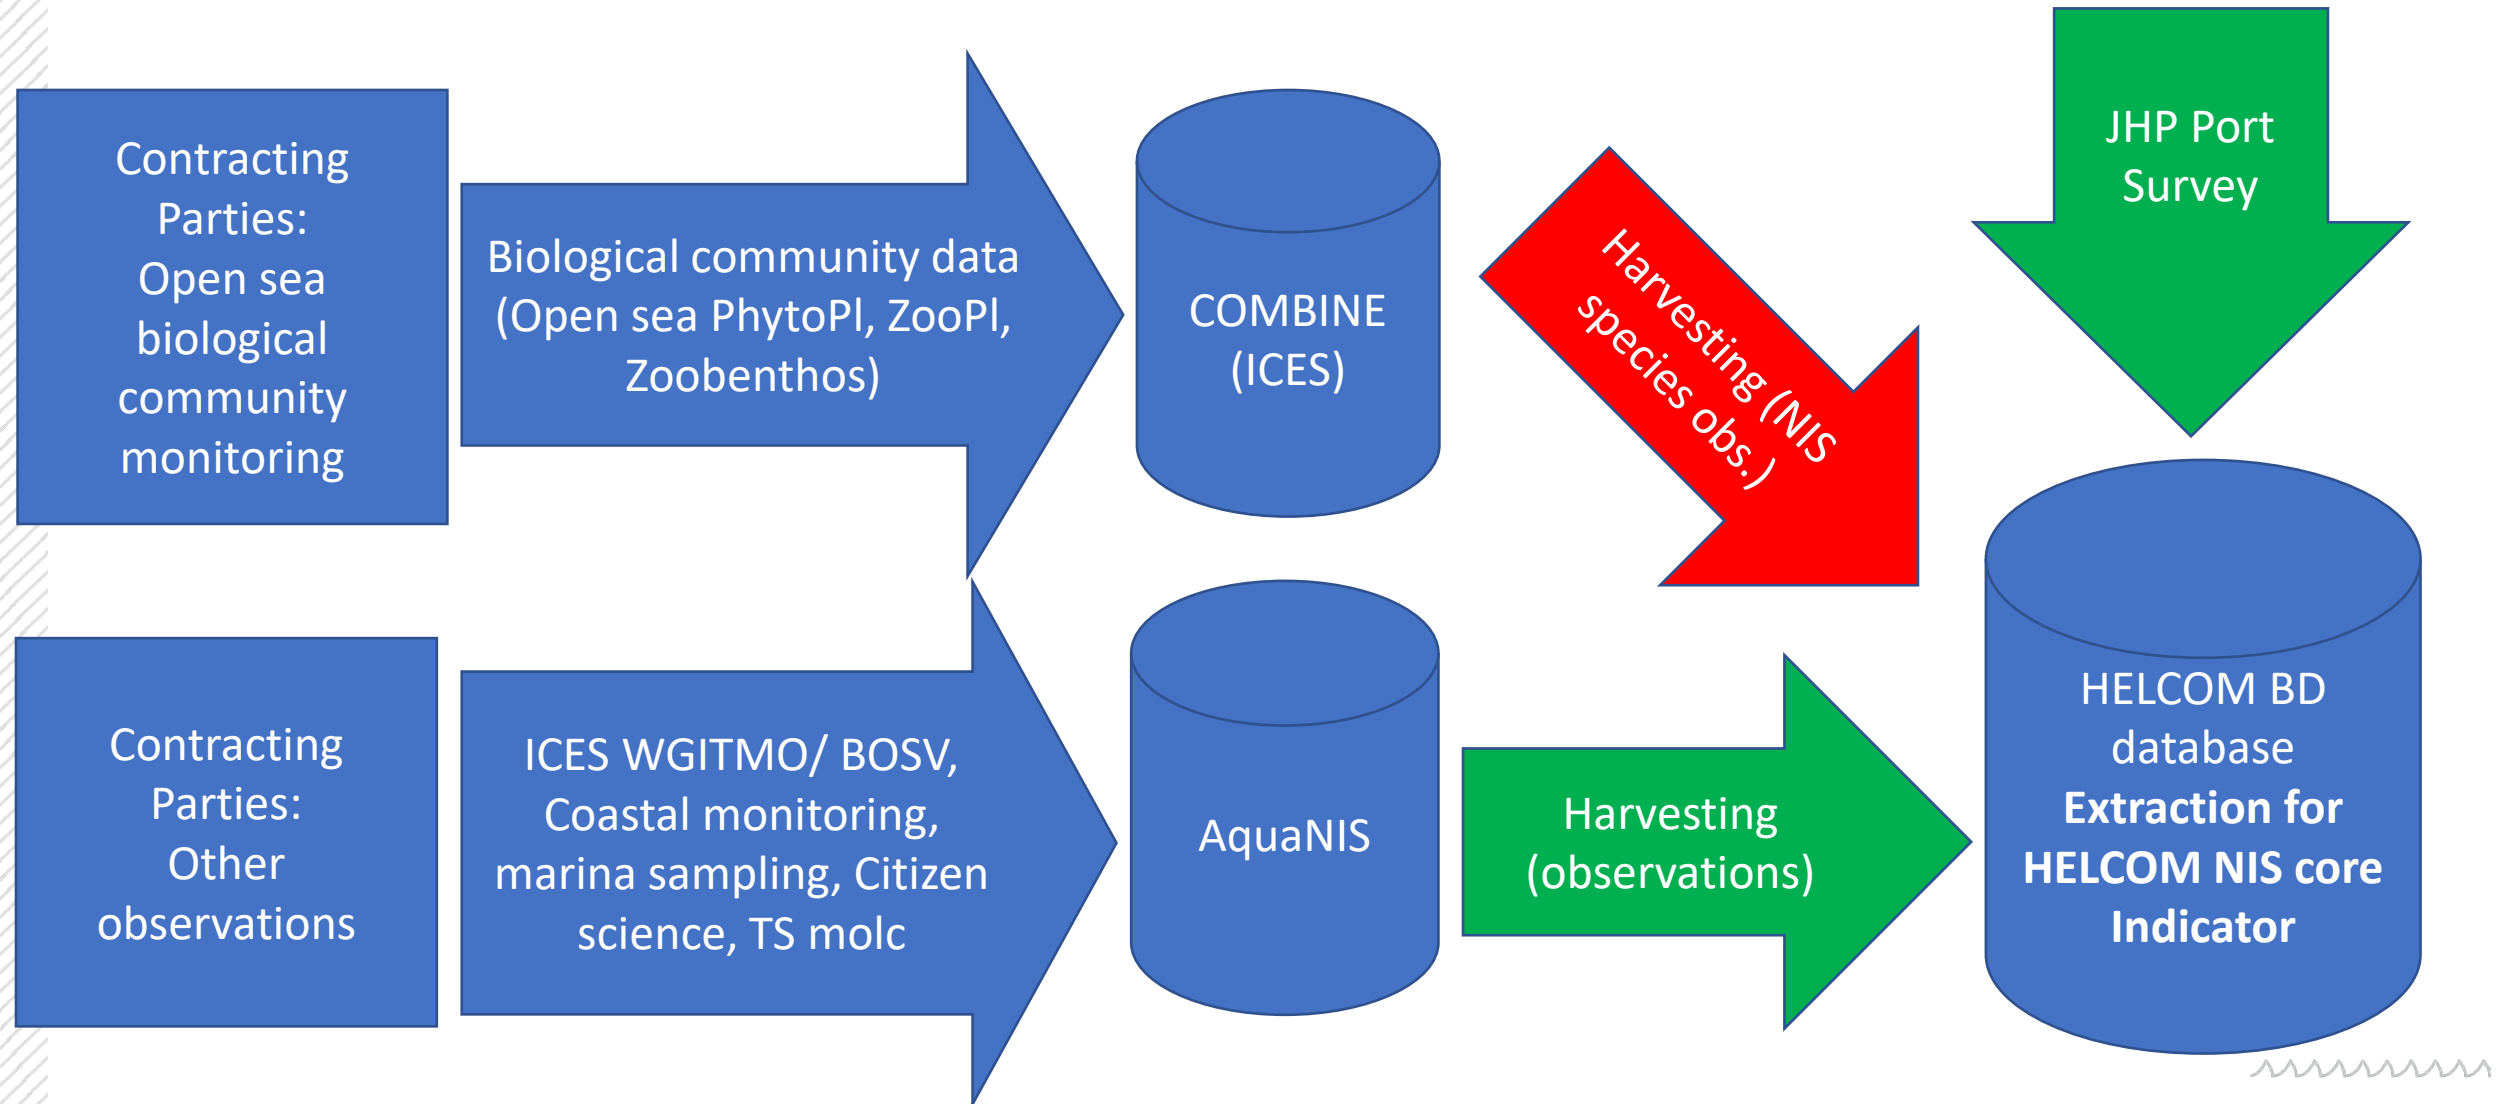 Contracting
Parties:
Open sea
biological
community
monitoring
Biological community data
(Open sea PhytoPl, ZooPl,
Zoobenthos)
COMBINE
(ICES)
Harvesting (NIS
species obs.)
JHP Port
Survey
Contracting
Parties:
Other
observations
ICES WGITMO/ BOSV,
Coastal monitoring,
marina sampling, Citizen
science, TS molc
AquaNIS
Harvesting
(observations)
HELCOM BD
database
Extraction for
HELCOM NIS core
Indicator